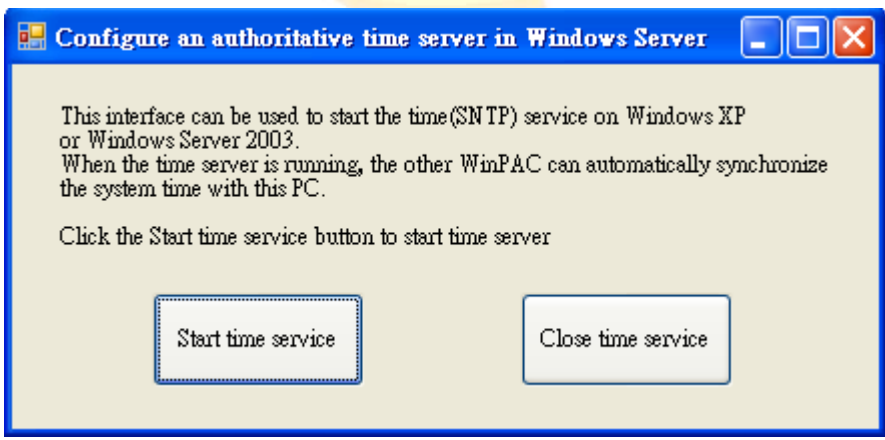 Configure an authoritative time server in Windows Server
This interface can be used to start the time(SNTP) service on Windows XP
or Windows Server 2003.
When the time server is running, the other WinPAC can automatically synchronize
the system time with this PC.
Click the Start time service button to start time server
Start time service
Close time service